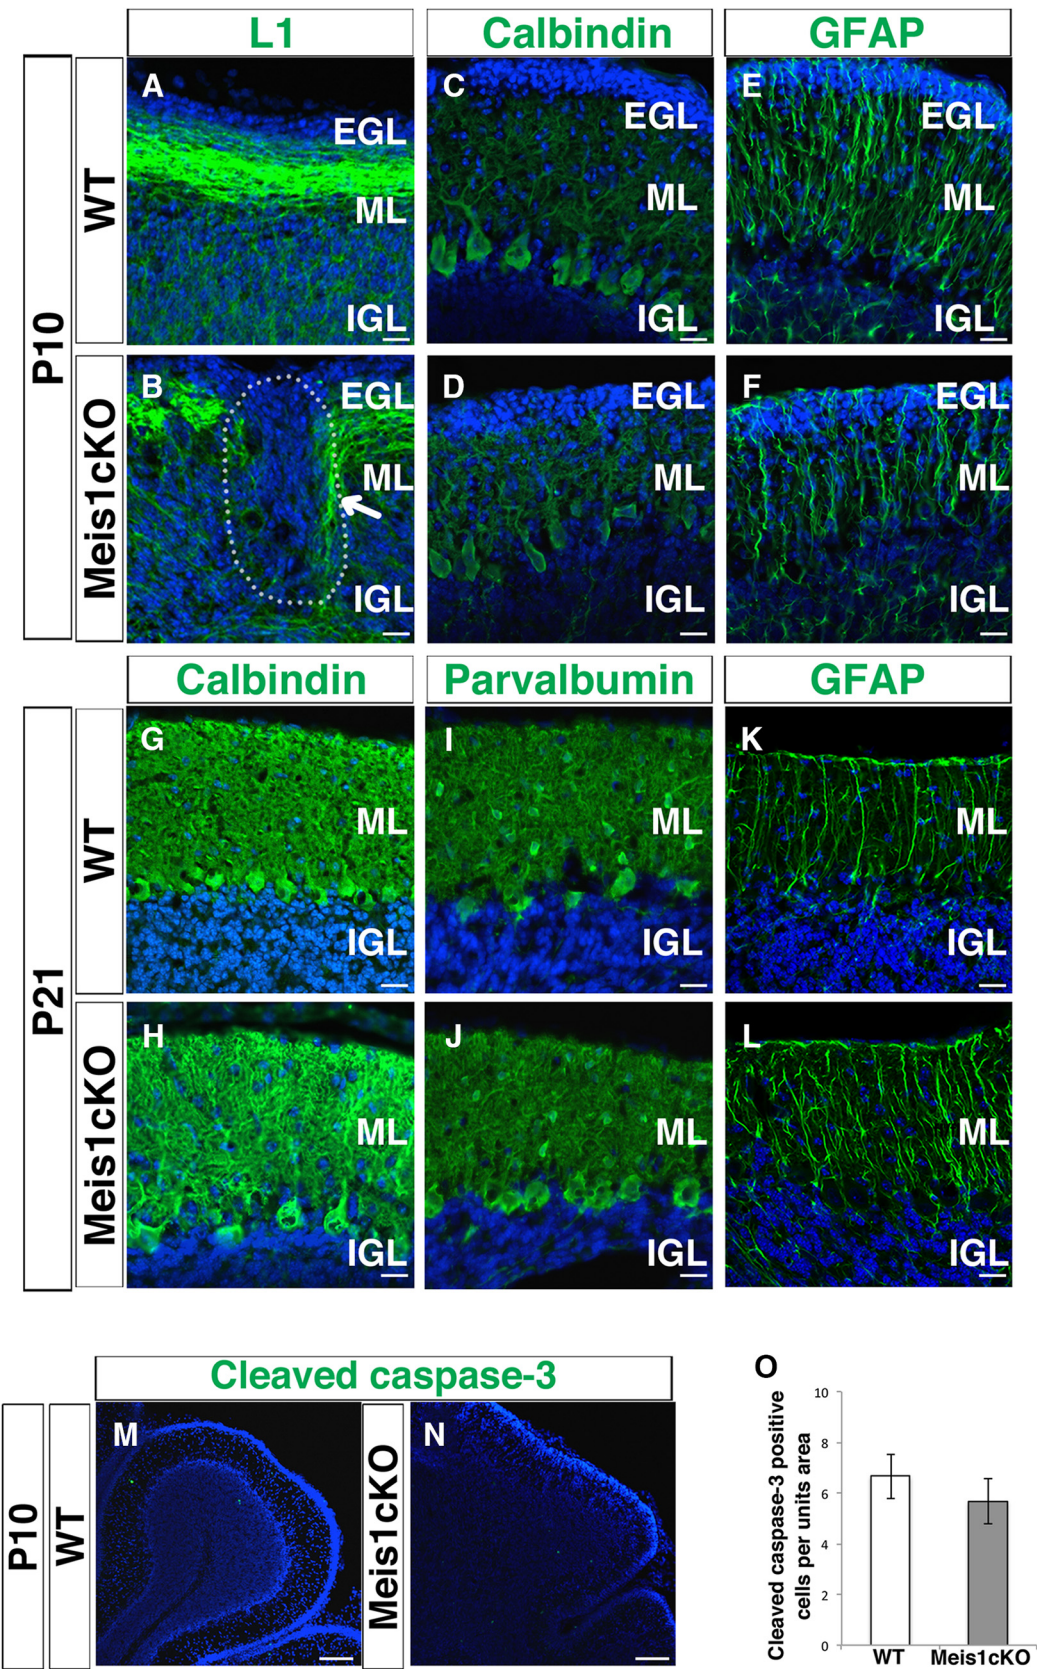 L1
Calbindin
GFAP
P10
WT
A
EGL
ML
IGL
C
EGL
ML
IGL
E
EGL
ML
IGL
Meis1cKO
B
EGL
ML
IGL
D
EGL
ML
IGL
F
EGL
ML
IGL
Calbindin
Parvalbumin
GFAP
P21
WT
G
ML
IGL
I
ML
IGL
K
ML
IGL
Meis1cKO
H
ML
IGL
J
ML
IGL
L
ML
IGL
Cleaved caspase-3
P10
WT
M
Meis1cKO
N
O
Cleaved caspase-3 positive
cells per units area
10
8
6
4
2
0
WT
Meis1cKO